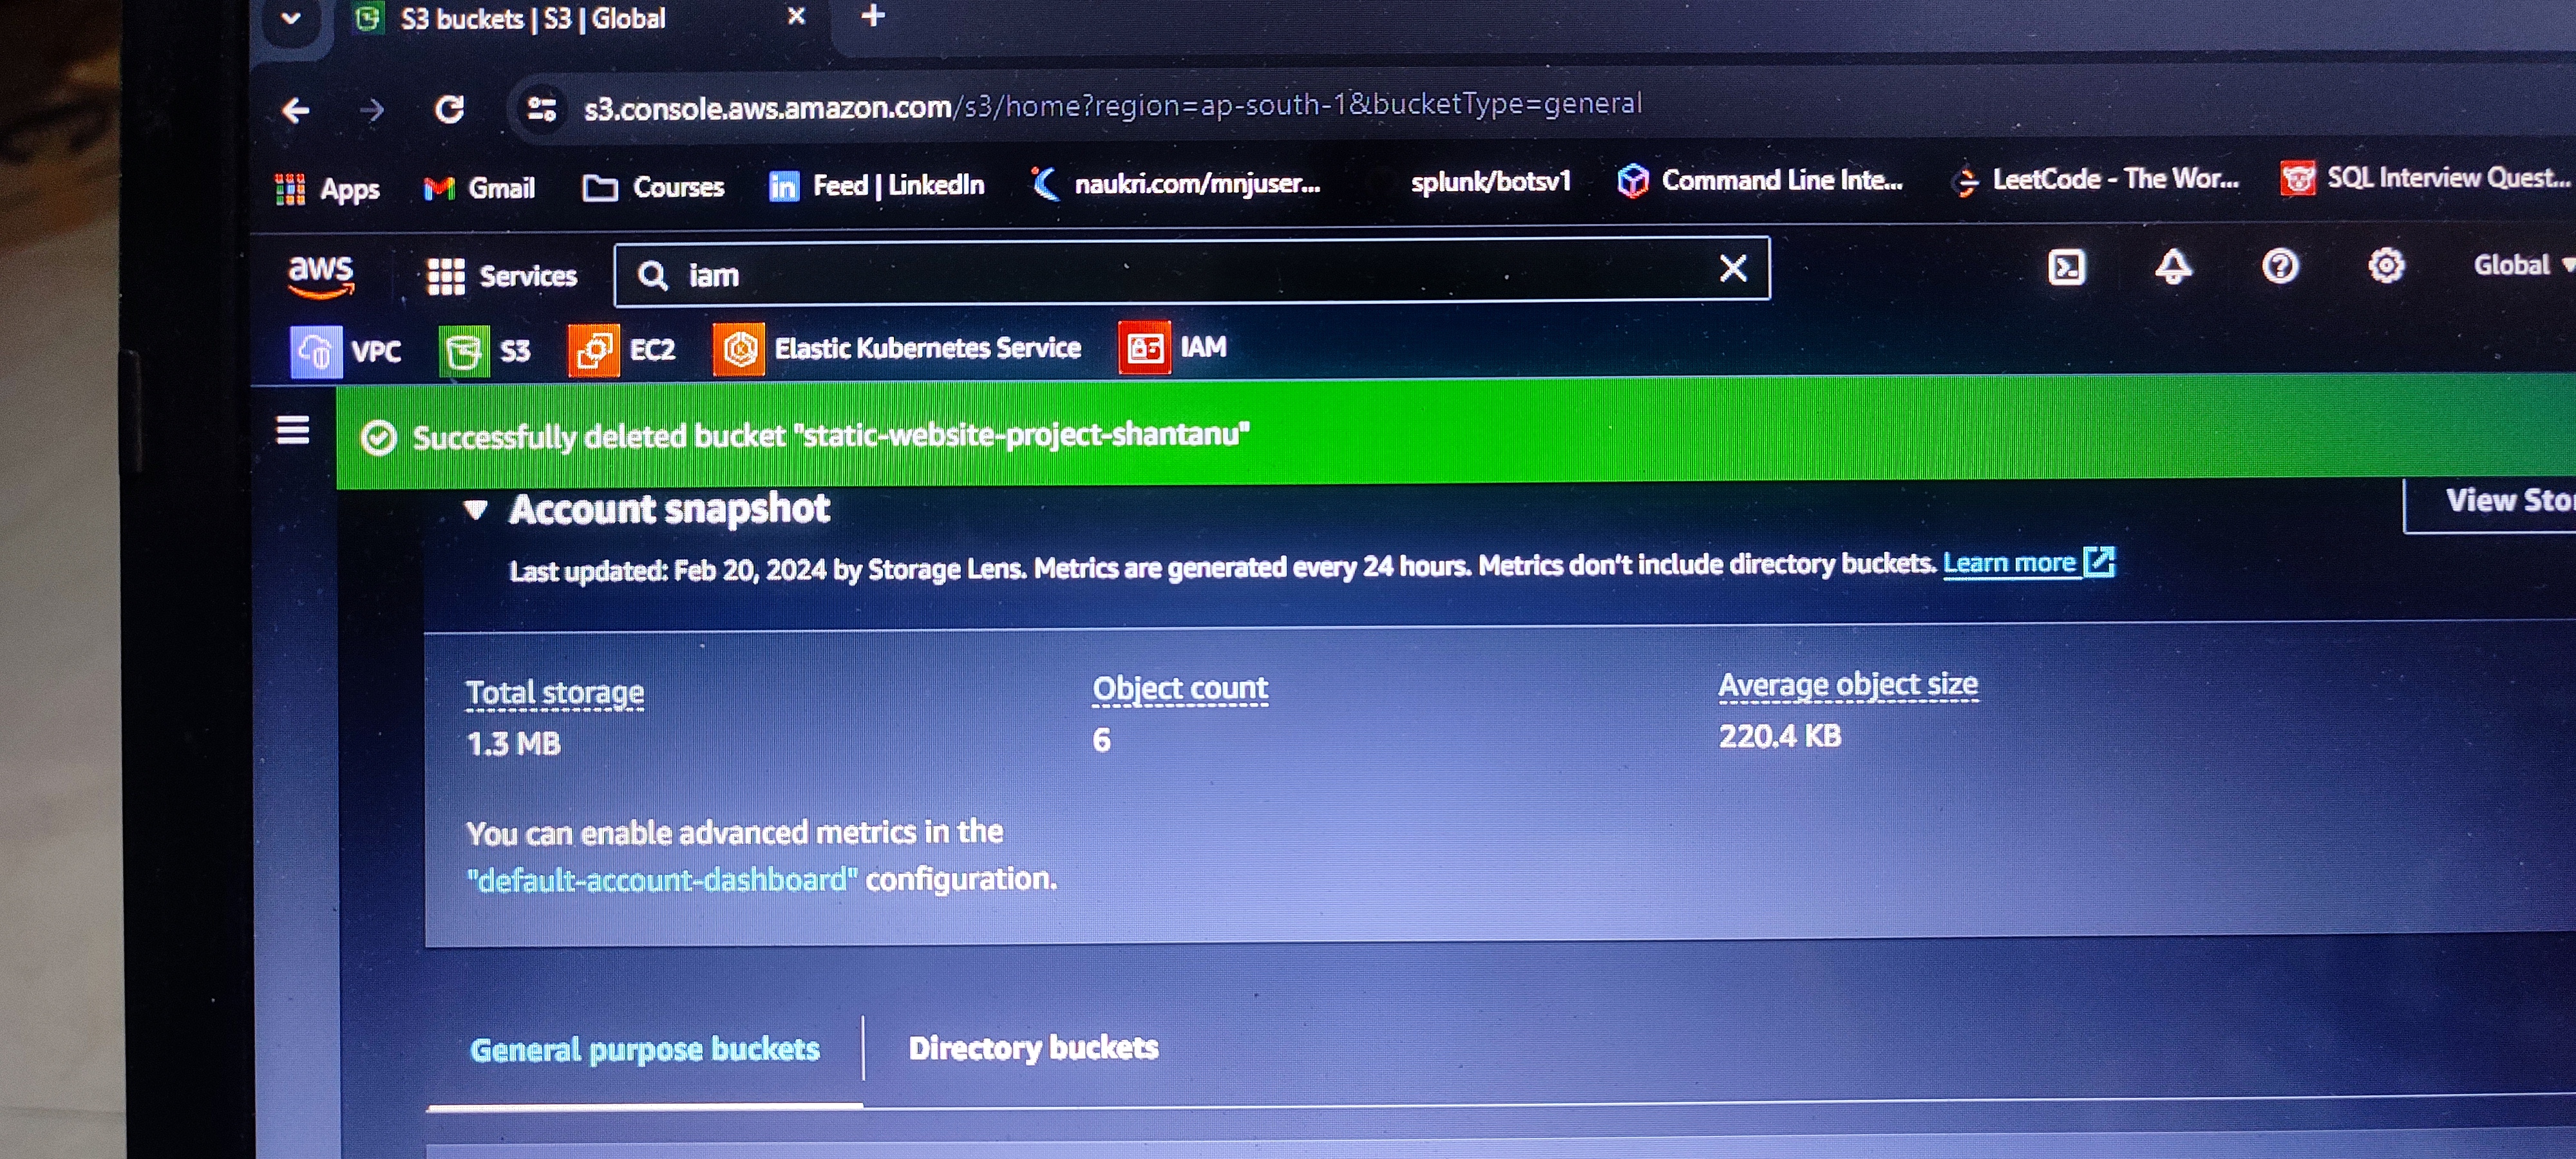 S3 buckets | S3 | Global
s3.console.aws.amazon.com/s3/home?region=ap-south-1&bucketType=general
Apps Gmail Courses Feed | LinkedIn naukri.com/mnjuser... splunk/botsv1 Command Line Inte... LeetCode - The Wor... SQL Interview Quest...
aws Services iam Global
VPC S3 EC2 Elastic Kubernetes Service IAM
Successfully deleted bucket "static-website-project-shantanu"
Account snapshot
View Sto
Last updated: Feb 20, 2024 by Storage Lens. Metrics are generated every 24 hours. Metrics don't include directory buckets. Learn more
Total storage Object count Average object size
1.3 MB 6 220.4 KB
You can enable advanced metrics in the
"default-account-dashboard" configuration.
General purpose buckets Directory buckets